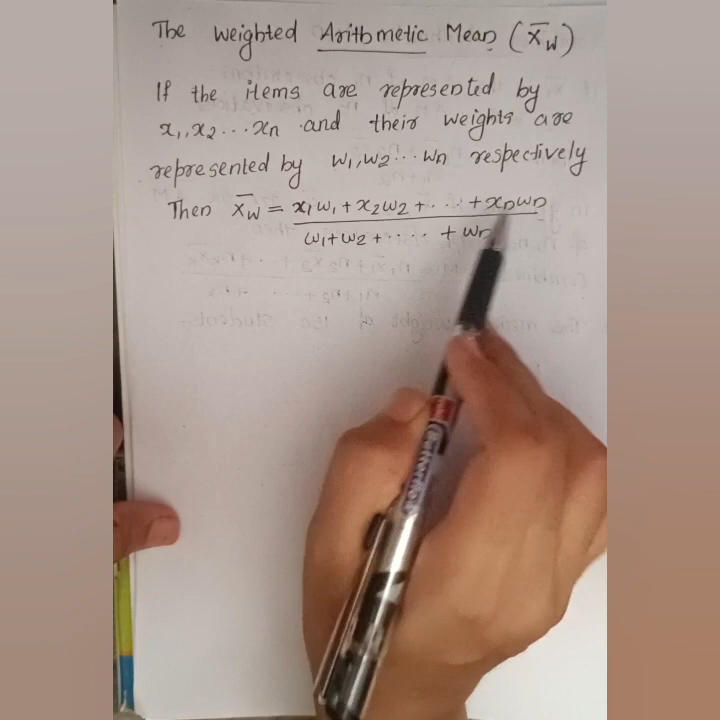 The weighted Arithmetic Mean (x̄w)
If the items are represented by
x1, x2 ... xn and their weights are
represented by w1, w2 ... wn respectively
Then x̄w = x1w1 + x2w2 + .... + xnwn
w1 + w2 + .... + wn